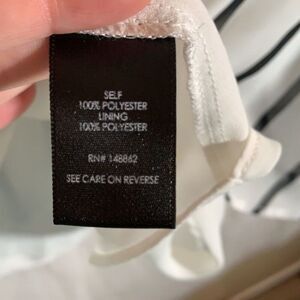 SELF
100% POLYESTER
LINING
100% POLYESTER
RN# 148862
SEE CARE ON REVERSE